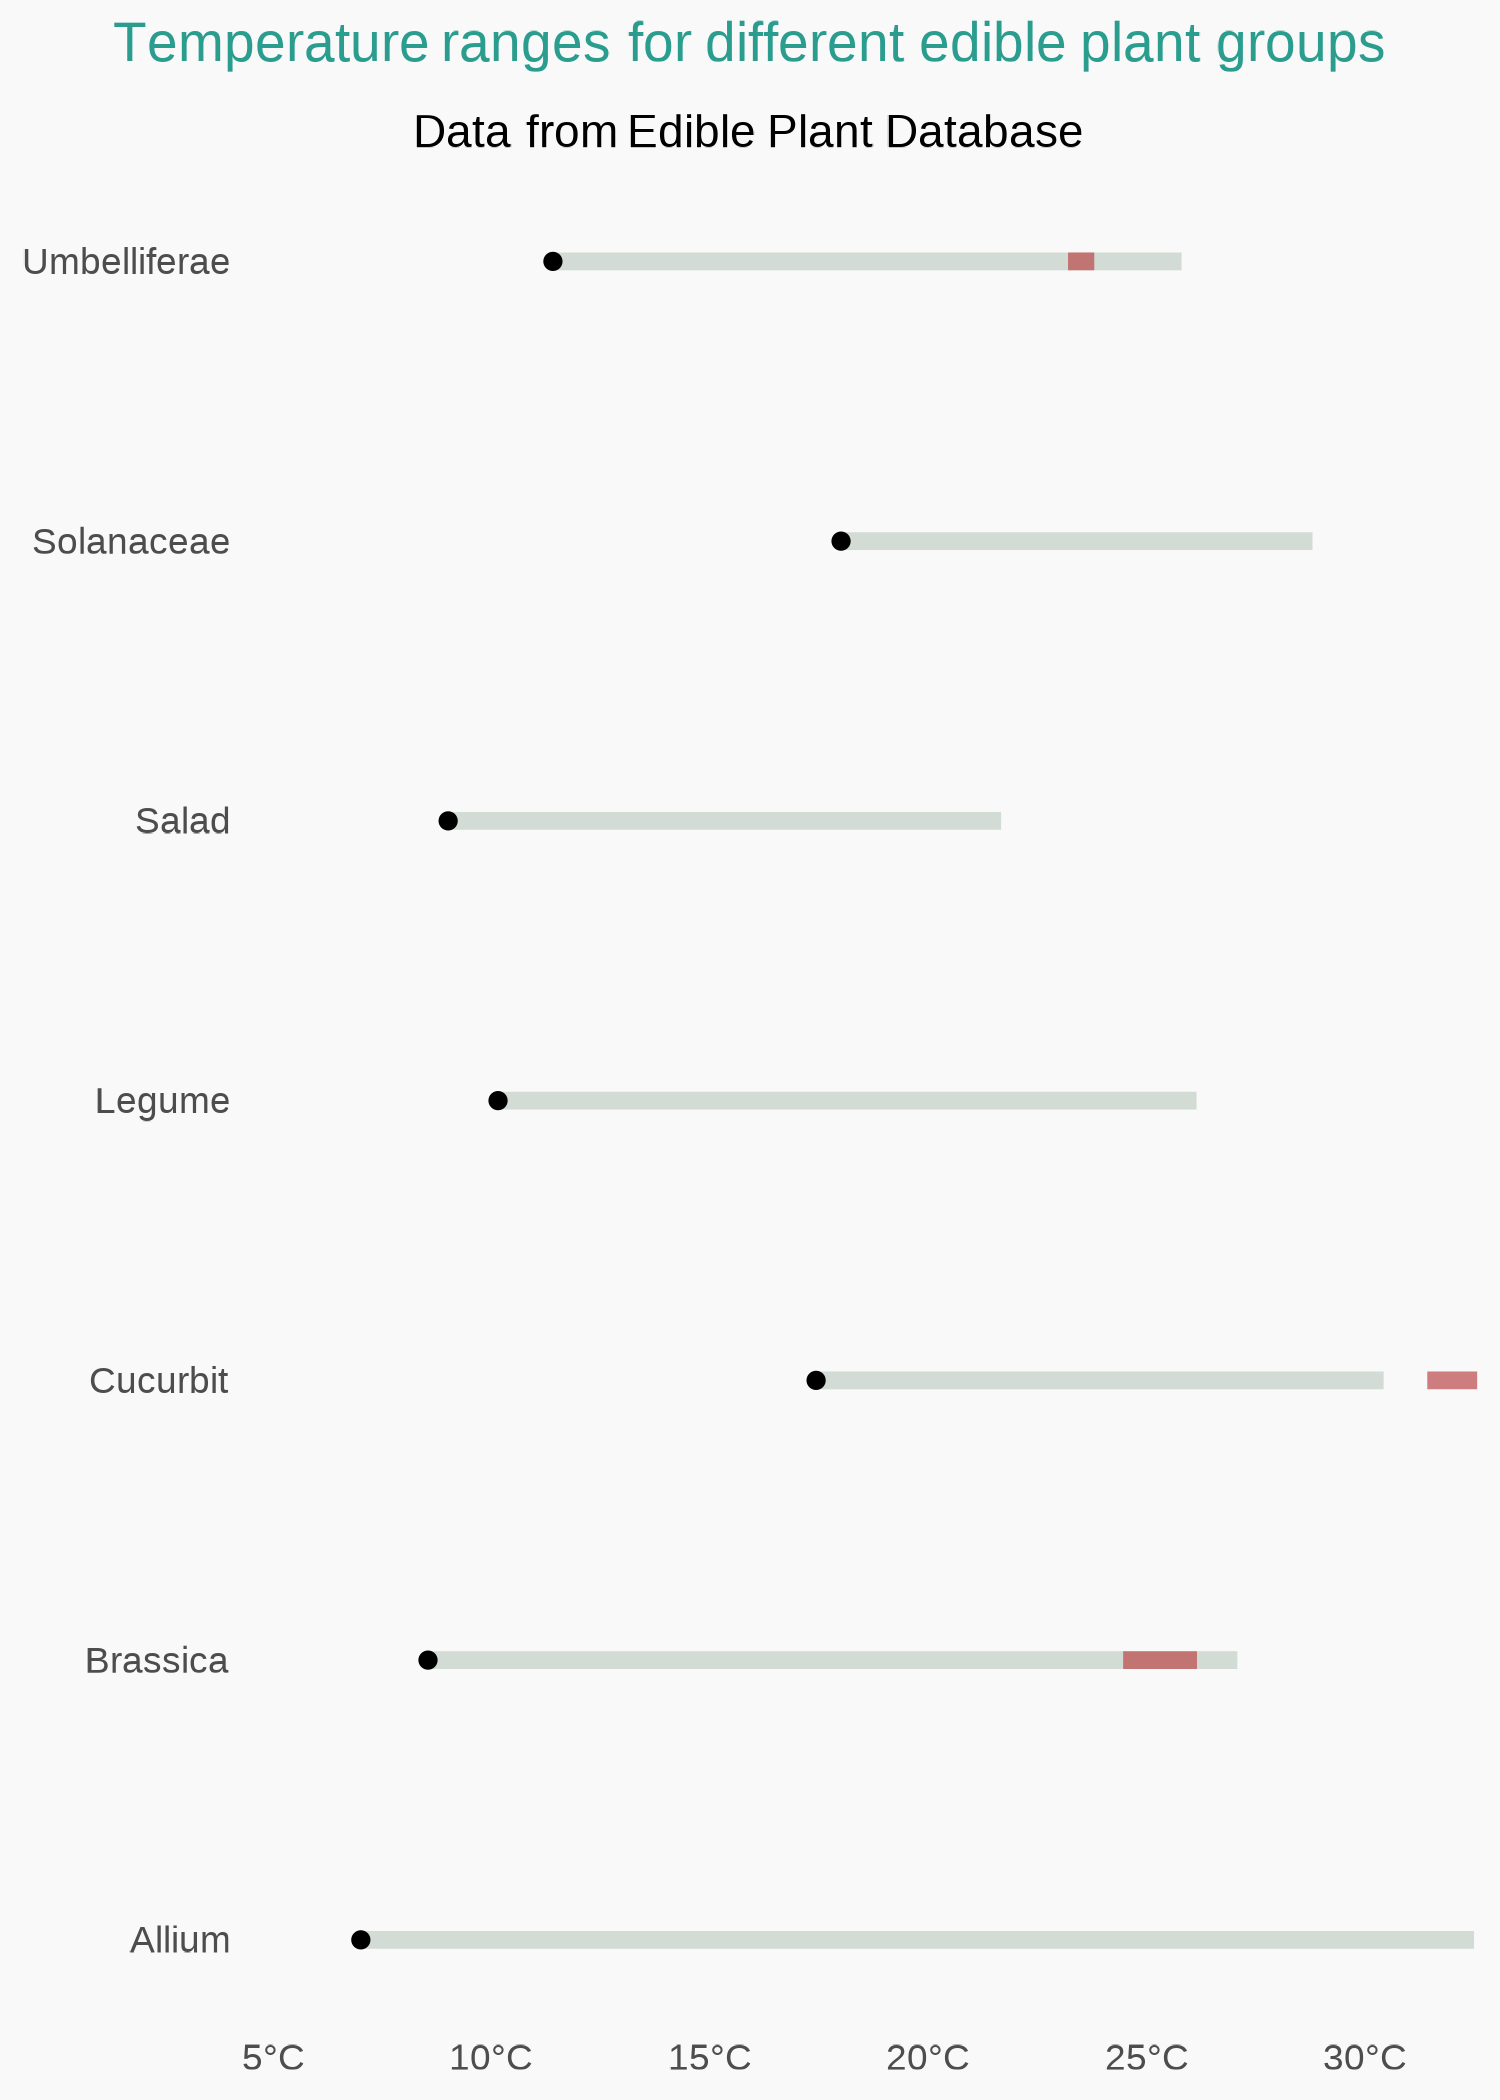 Temperature ranges for different edible plant groups
Data from Edible Plant Database
Umbelliferae
Solanaceae
Salad
Legume
Cucurbit
Brassica
Allium
5°C 10°C 15°C 20°C 25°C 30°C